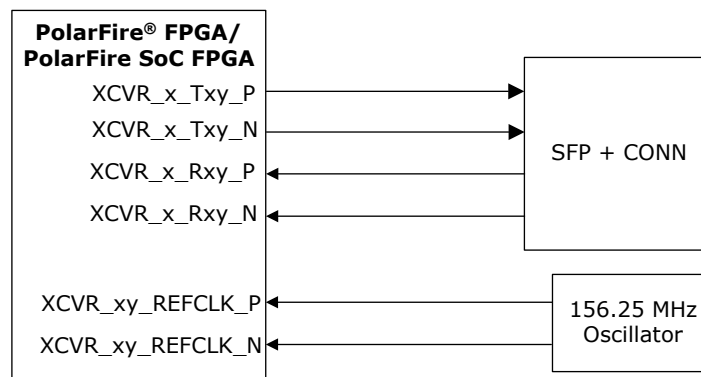 PolarFire® FPGA/
PolarFire SoC FPGA
XCVR_x_Txy_P
XCVR_x_Txy_N
XCVR_x_Rxy_P
XCVR_x_Rxy_N
SFP + CONN
XCVR_xy_REFCLK_P
XCVR_xy_REFCLK_N
156.25 MHz
Oscillator